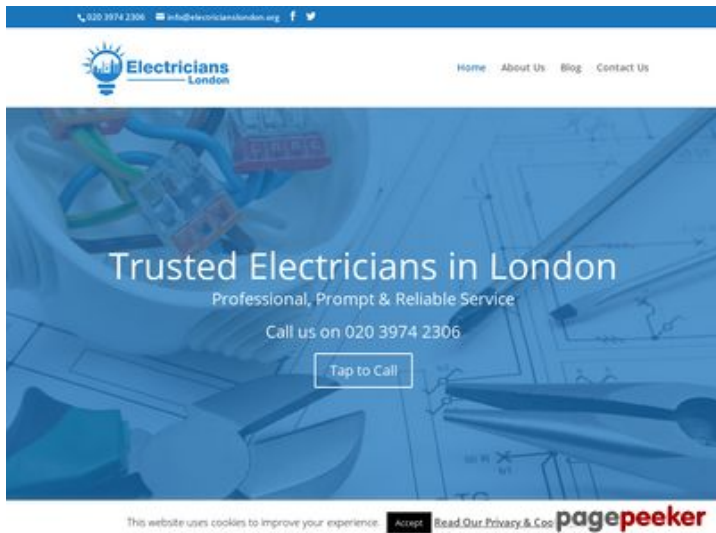 020 3974 2306 info@electricianslondon.org
Electricians
London
Home About Us Blog Contact Us
Trusted Electricians in London
Professional, Prompt & Reliable Service
Call us on 020 3974 2306
Tap to Call
This website uses cookies to improve your experience. Accept Read Our Privacy & Coo
pagepeeker